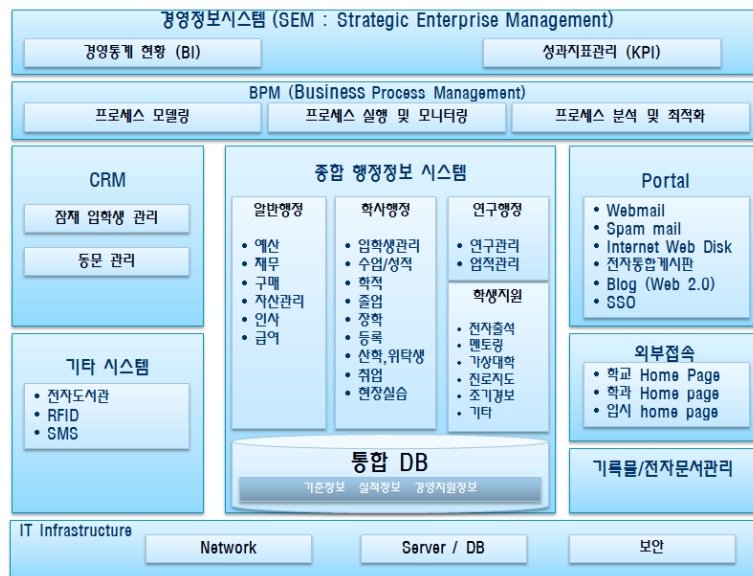 경영정보시스템 (SEM : Strategic Enterprise Management)
경영통계 현황 (BI)
성과지표관리 (KPI)
BPM (Business Process Management)
프로세스 모델링
프로세스 실행 및 모니터링
프로세스 분석 및 최적화
CRM
잠재 입학생 관리
동문 관리
기타 시스템
• 전자도서관
• RFID
• SMS
종합 행정정보 시스템
일반행정
• 예산
• 재무
• 구매
• 자산관리
• 인사
• 급여
학사행정
• 입학생관리
• 수업/성적
• 학적
• 졸업
• 장학
• 등록
• 산학,위탁생
• 취업
• 현장실습
연구행정
• 연구관리
• 업적관리
학생지원
• 전자출석
• 멘토링
• 가상대학
• 진로지도
• 조기경보
• 기타
통합 DB
기준정보 실적정보 경영지원정보
Portal
• Webmail
• Spam mail
• Internet Web Disk
• 전자통합게시판
• Blog (Web 2.0)
• SSO
외부접속
• 학교 Home Page
• 학과 Home page
• 입시 home page
기록물/전자문서관리
IT Infrastructure
Network
Server / DB
보안